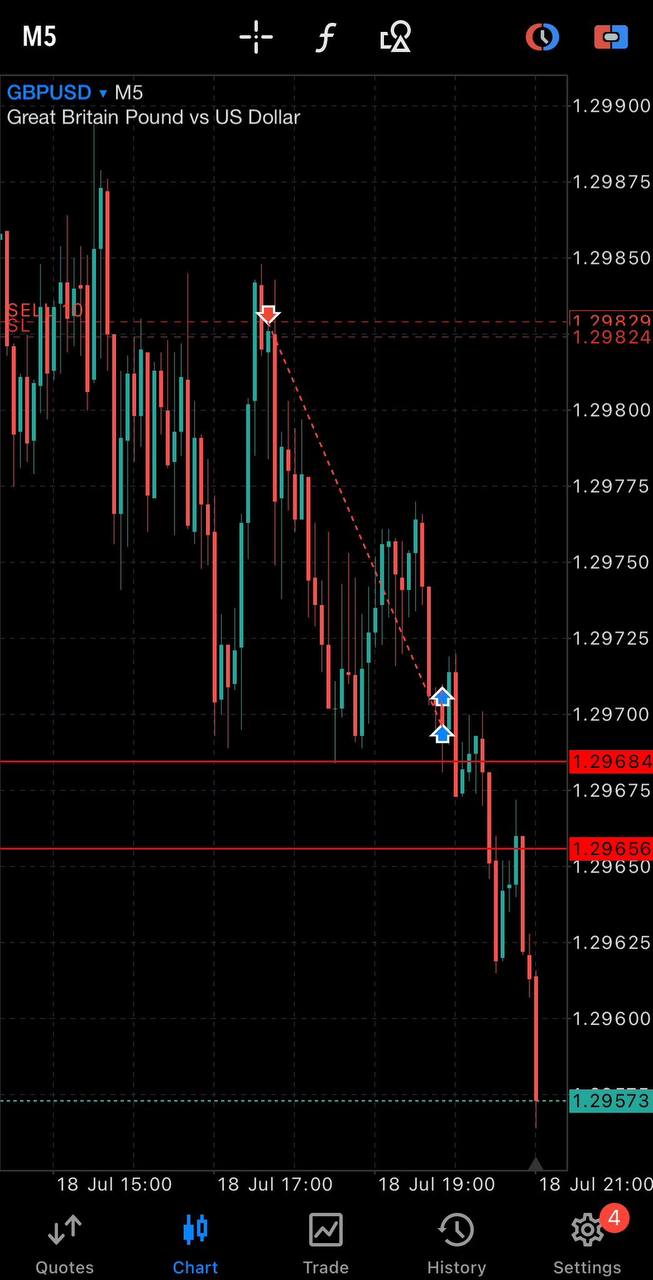 M5
GBPUSD ▾ M5
Great Britain Pound vs US Dollar
1.29900
1.29875
1.29850
SELL 10
1.29829
SL
1.29824
1.29800
1.29775
1.29750
1.29725
1.29700
1.29684
1.29675
1.29656
1.29650
1.29625
1.29600
1.29573
18 Jul 15:00
18 Jul 17:00
18 Jul 19:00
18 Jul 21:00
4
Quotes
Chart
Trade
History
Settings